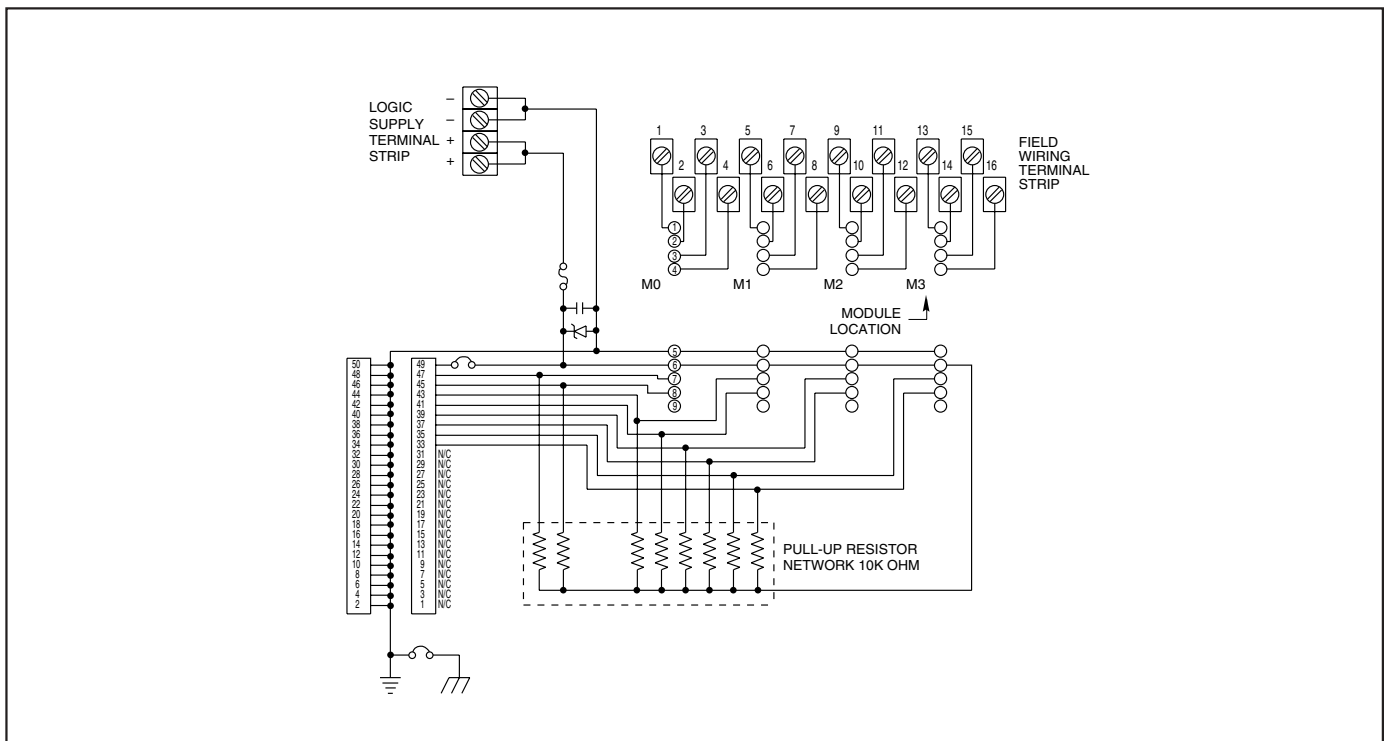 LOGIC
SUPPLY
TERMINAL
STRIP
–
–
+
+
1 3 5 7 9 11 13 15
2 4 6 8 10 12 14 16
FIELD
WIRING
TERMINAL
STRIP
1
2
3
4
M0 M1 M2 M3
MODULE
LOCATION
5
6
7
8
9
50 49
48 47
46 45
44 43
42 41
40 39
38 37
36 35
34 33
32 31 N/C
30 29 N/C
28 27 N/C
26 25 N/C
24 23 N/C
22 21 N/C
20 19 N/C
18 17 N/C
16 15 N/C
14 13 N/C
12 11 N/C
10 9 N/C
8 7 N/C
6 5 N/C
4 3 N/C
2 1 N/C
PULL-UP RESISTOR
NETWORK 10K OHM